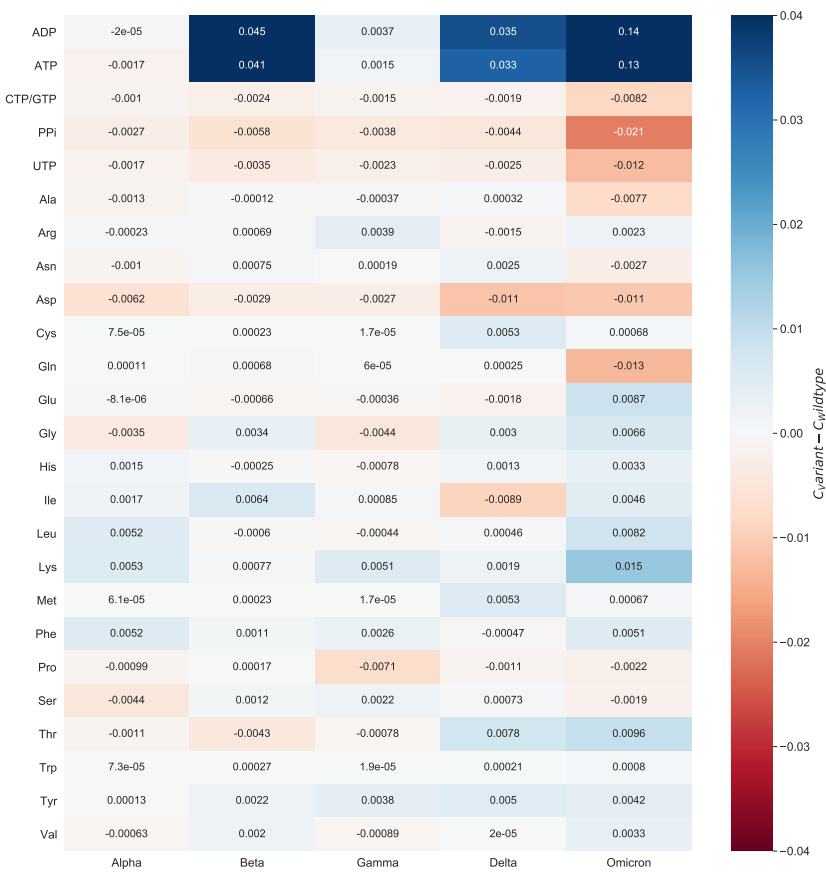 ADP -2e-05 0.045 0.0037 0.035 0.14
ATP -0.0017 0.041 0.0015 0.033 0.13
CTP/GTP -0.001 -0.0024 -0.0015 -0.0019 -0.0082
PPi -0.0027 -0.0058 -0.0038 -0.0044 -0.021
UTP -0.0017 -0.0035 -0.0023 -0.0025 -0.012
Ala -0.0013 -0.00012 -0.00037 0.00032 -0.0077
Arg -0.00023 0.00069 0.0039 -0.0015 0.0023
Asn -0.001 0.00075 0.00019 0.0025 -0.0027
Asp -0.0062 -0.0029 -0.0027 -0.011 -0.011
Cys 7.5e-05 0.00023 1.7e-05 0.0053 0.00068
Gln 0.00011 0.00068 6e-05 0.00025 -0.013
Glu -8.1e-06 -0.00066 -0.00036 -0.0018 0.0087
Gly -0.0035 0.0034 -0.0044 0.003 0.0066
His 0.0015 -0.00025 -0.00078 0.0013 0.0033
Ile 0.0017 0.0064 0.00085 -0.0089 0.0046
Leu 0.0052 -0.0006 -0.00044 0.00046 0.0082
Lys 0.0053 0.00077 0.0051 0.0019 0.015
Met 6.1e-05 0.00023 1.7e-05 0.0053 0.00067
Phe 0.0052 0.0011 0.0026 -0.00047 0.0051
Pro -0.00099 0.00017 -0.0071 -0.0011 -0.0022
Ser -0.0044 0.0012 0.0022 0.00073 -0.0019
Thr -0.0011 -0.0043 -0.00078 0.0078 0.0096
Trp 7.3e-05 0.00027 1.9e-05 0.00021 0.0008
Tyr 0.00013 0.0022 0.0038 0.005 0.0042
Val -0.00063 0.002 -0.00089 2e-05 0.0033
Alpha Beta Gamma Delta Omicron
0.04
0.03
0.02
0.01
0.00
−0.01
−0.02
−0.03
−0.04
C_variant − C_wildtype